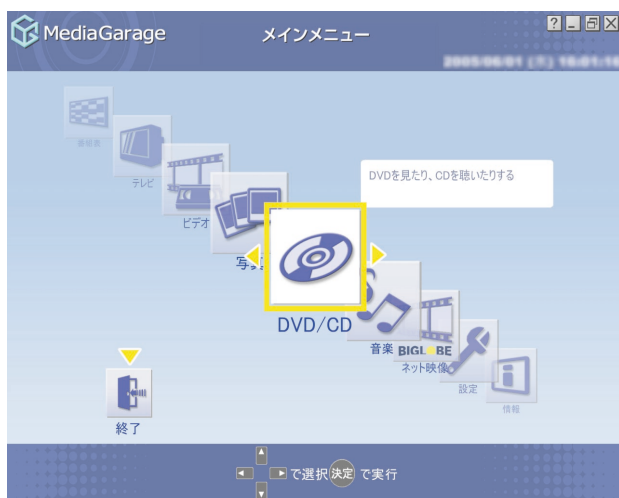 MediaGarage
メインメニュー
テレビ
ビデオ
写真
DVD/CD
DVDを見たり、CDを聴いたりする
音楽
BIGLOBE
ネット映像
設定
情報
終了
で選択 決定 で実行